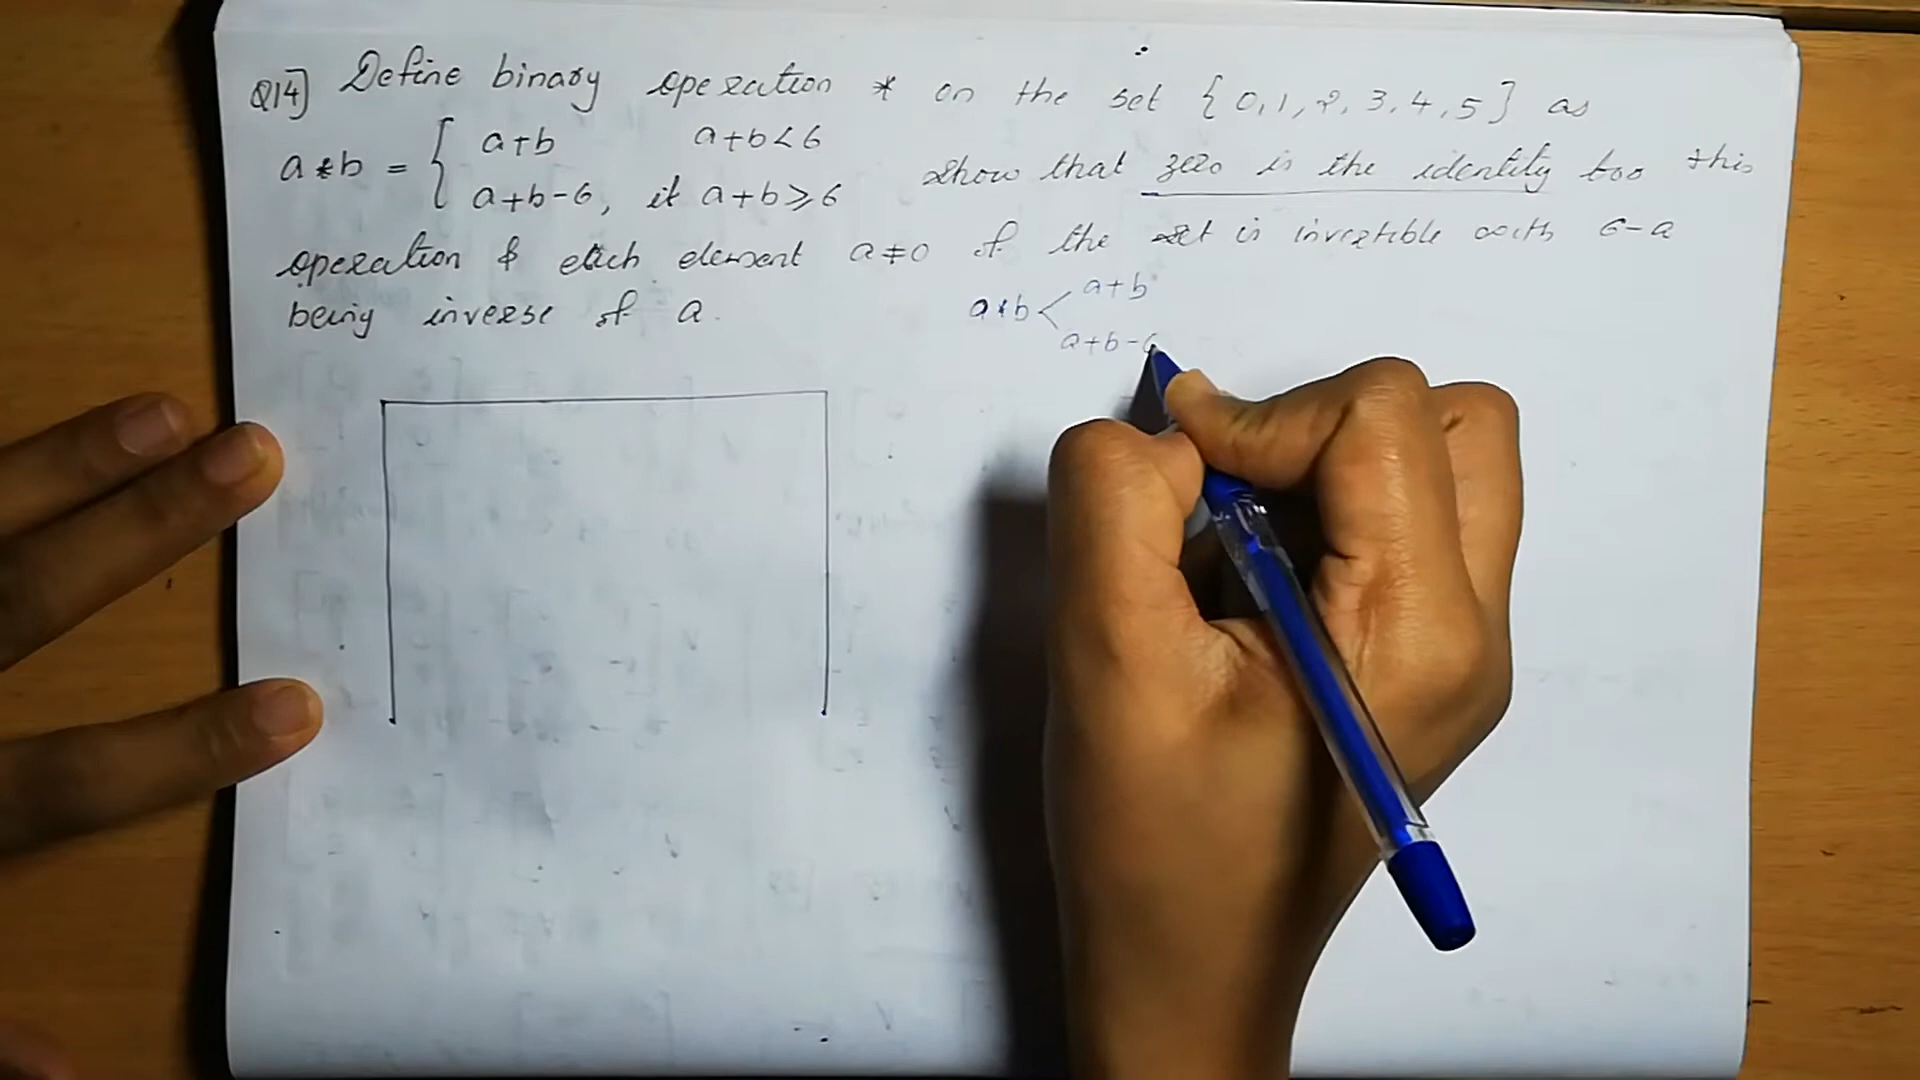 Q14] Define binary operation * on the set {0,1,2,3,4,5} as
a*b = { a+b a+b<6
a+b-6, if a+b⩾6 show that zero is the identity for this
operation & each element a≠0 of the set is invertible with 6-a
being inverse of a.
a*b < a+b
a+b-6